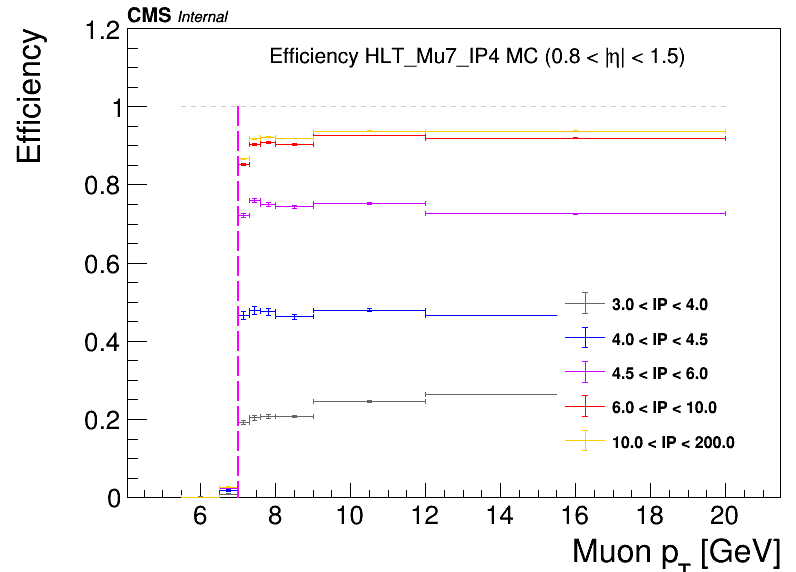 CMS Internal
Efficiency HLT_Mu7_IP4 MC (0.8 < |η| < 1.5)
Efficiency
1.2
1
0.8
0.6
0.4
0.2
0
3.0 < IP < 4.0
4.0 < IP < 4.5
4.5 < IP < 6.0
6.0 < IP < 10.0
10.0 < IP < 200.0
6 8 10 12 14 16 18 20
Muon p_T [GeV]